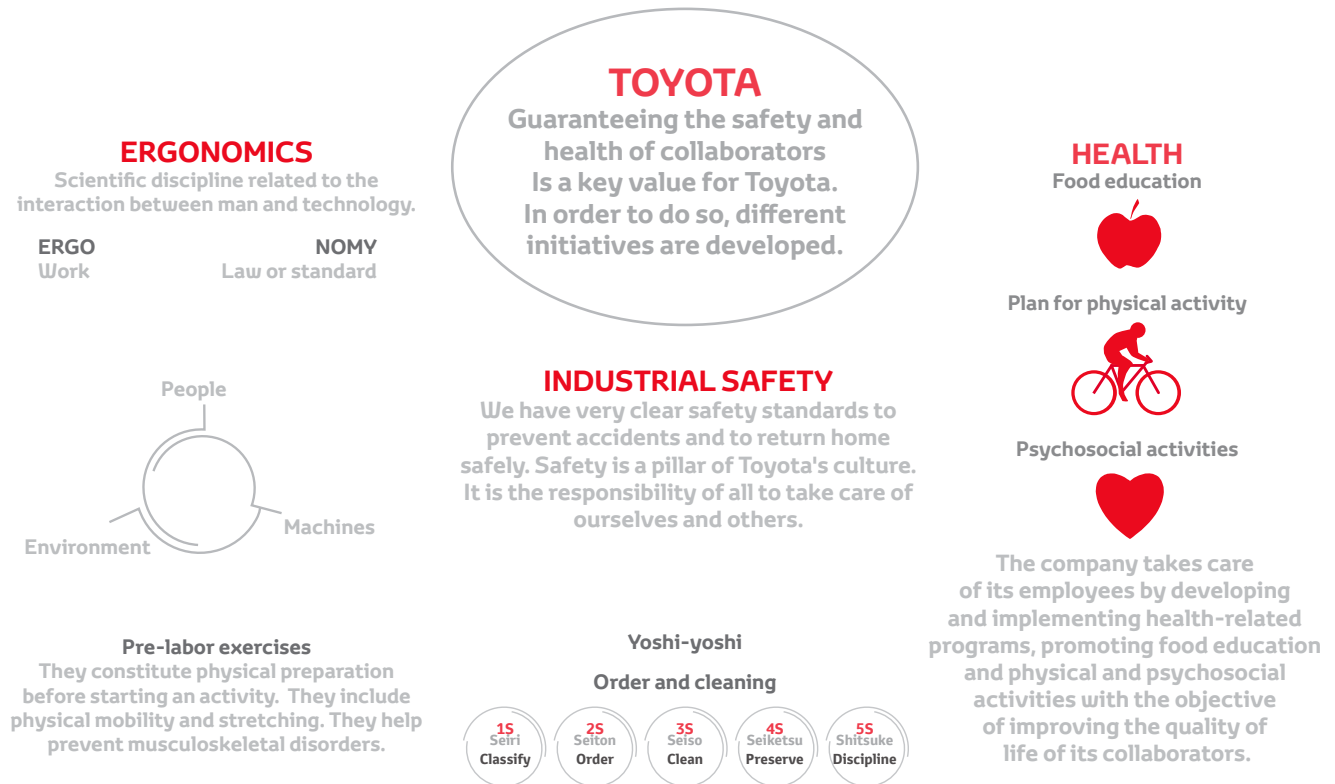 TOYOTA
Guaranteeing the safety and
health of collaborators
Is a key value for Toyota.
In order to do so, different
initiatives are developed.
ERGONOMICS
Scientific discipline related to the
interaction between man and technology.
ERGO
Work
NOMY
Law or standard
People
Machines
Environment
Pre-labor exercises
They constitute physical preparation
before starting an activity. They include
physical mobility and stretching. They help
prevent musculoskeletal disorders.
INDUSTRIAL SAFETY
We have very clear safety standards to
prevent accidents and to return home
safely. Safety is a pillar of Toyota's culture.
It is the responsibility of all to take care of
ourselves and others.
Yoshi-yoshi
Order and cleaning
1S
Seiri
Classify
2S
Seiton
Order
3S
Seiso
Clean
4S
Seiketsu
Preserve
5S
Shitsuke
Discipline
HEALTH
Food education
Plan for physical activity
Psychosocial activities
The company takes care
of its employees by developing
and implementing health-related
programs, promoting food education
and physical and psychosocial
activities with the objective
of improving the quality of
life of its collaborators.